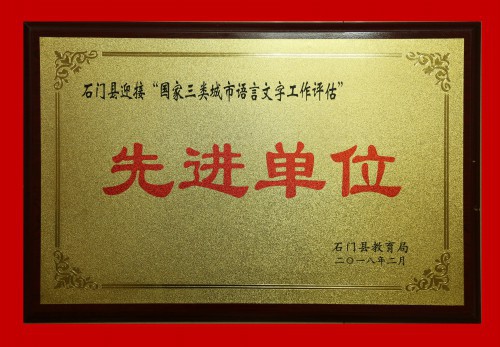 石门县迎接“国家三类城市语言文字工作评估”
先进单位
石门县教育局
二〇一八年二月